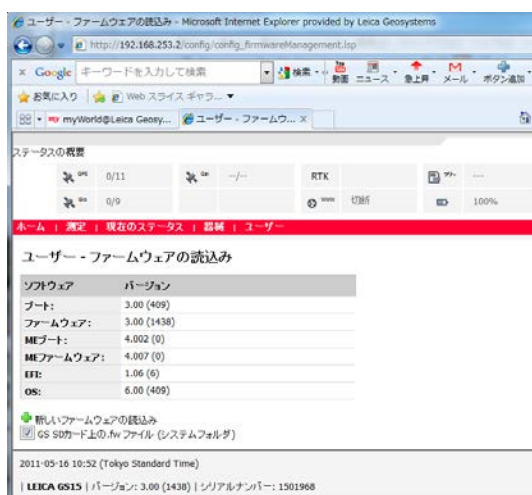 ユーザー - ファームウェアの読込み - Microsoft Internet Explorer provided by Leica Geosystems
http://192.168.253.2/config/config_firmwareManagement.lsp
× Google キーワードを入力して検索 検索 動画 ニュース 急上昇 メール ボタン追加
お気に入り Web スライス ギャラ...
myWorld@Leica Geosy... ユーザー - ファームウ... ×
ステータスの概要
0/11 --/-- RTK ---
0/9 切断 100%
ホーム | 測定 | 現在のステータス | 器械 | ユーザー
ユーザー - ファームウェアの読込み
ソフトウェア バージョン
ブート: 3.00 (409)
ファームウェア: 3.00 (1438)
MEブート: 4.002 (0)
MEファームウェア: 4.007 (0)
EFI: 1.06 (6)
OS: 6.00 (409)
新しいファームウェアの読込み
GS SDカード上の.fw ファイル (システムフォルダ)
2011-05-16 10:52 (Tokyo Standard Time)
| LEICA GS15 | バージョン: 3.00 (1438) | シリアルナンバー: 1501968